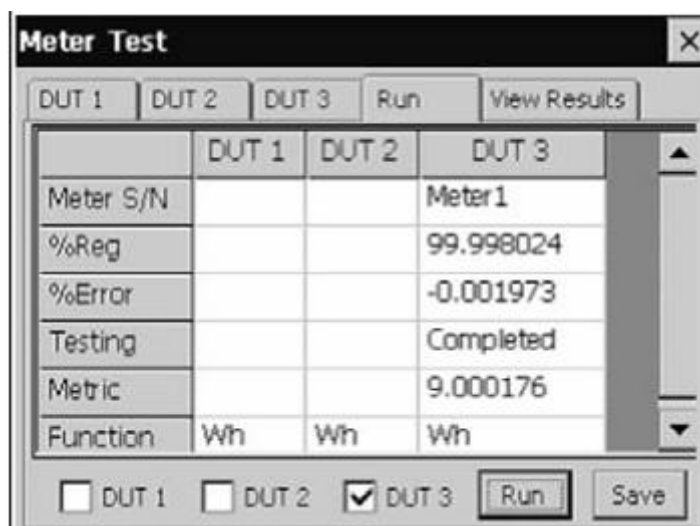 Meter Test
DUT 1 DUT 2 DUT 3 Run View Results
DUT 1 DUT 2 DUT 3
Meter S/N Meter1
%Reg 99.998024
%Error -0.001973
Testing Completed
Metric 9.000176
Function Wh Wh Wh
DUT 1 DUT 2 DUT 3 Run Save